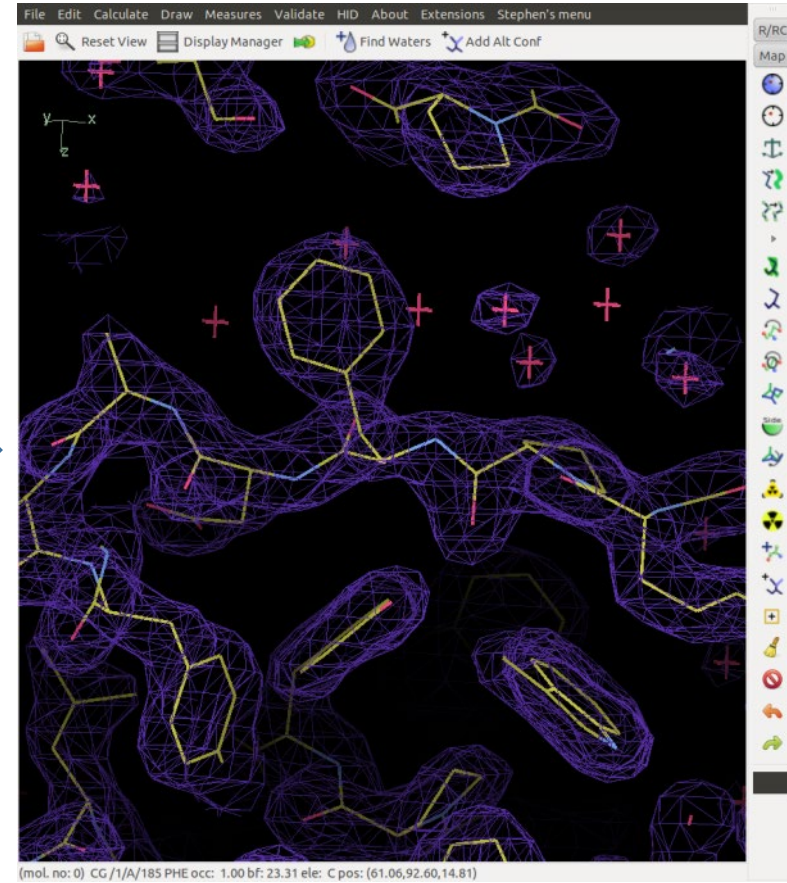 File Edit Calculate Draw Measures Validate HID About Extensions Stephen's menu
Reset View Display Manager Find Waters Add Alt Conf
R/RC
Map
y x
z
Side
(mol. no: 0) CG /1/A/185 PHE occ: 1.00 bf: 23.31 ele: C pos: (61.06,92.60,14.81)